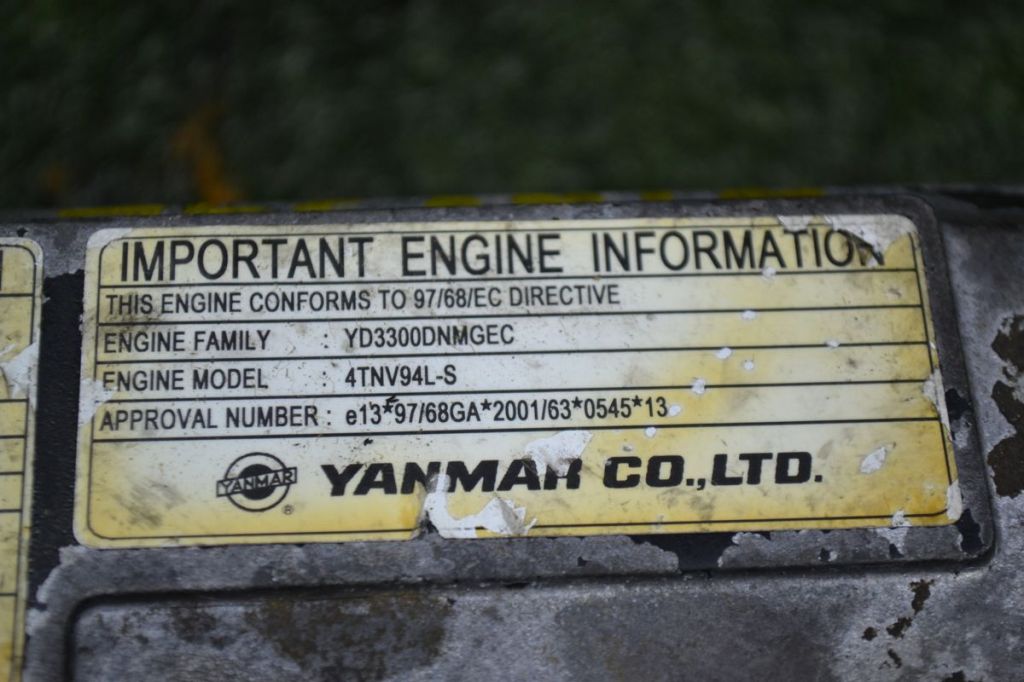 IMPORTANT ENGINE INFORMATION
THIS ENGINE CONFORMS TO 97/68/EC DIRECTIVE
ENGINE FAMILY : YD3300DNMGEC
ENGINE MODEL : 4TNV94L-S
APPROVAL NUMBER : e13*97/68GA*2001/63*0545*13
YANMAR ® YANMAR CO.,LTD.